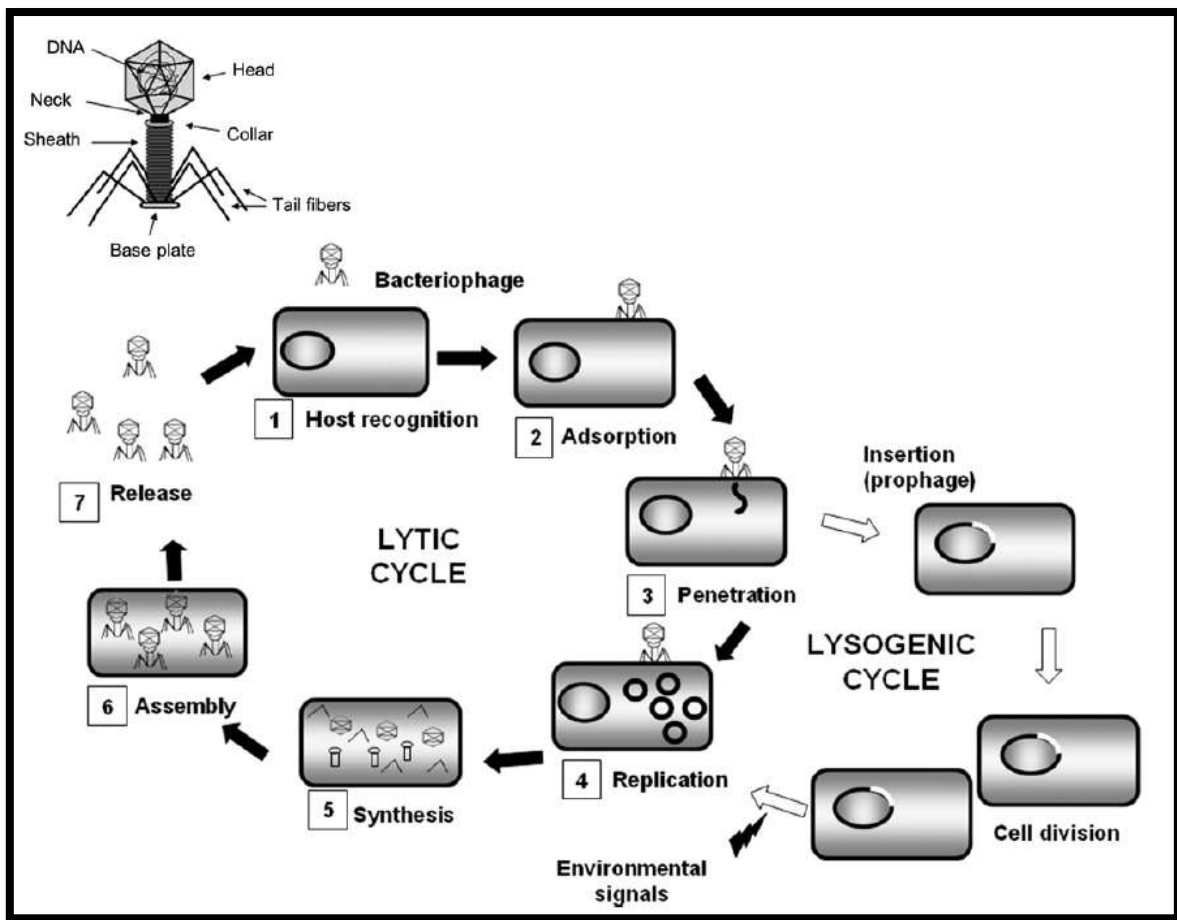 DNA
Head
Neck
Collar
Sheath
Tail fibers
Base plate
Bacteriophage
1 Host recognition
2 Adsorption
3 Penetration
Insertion
(prophage)
LYTIC
CYCLE
LYSOGENIC
CYCLE
4 Replication
5 Synthesis
6 Assembly
7 Release
Cell division
Environmental
signals